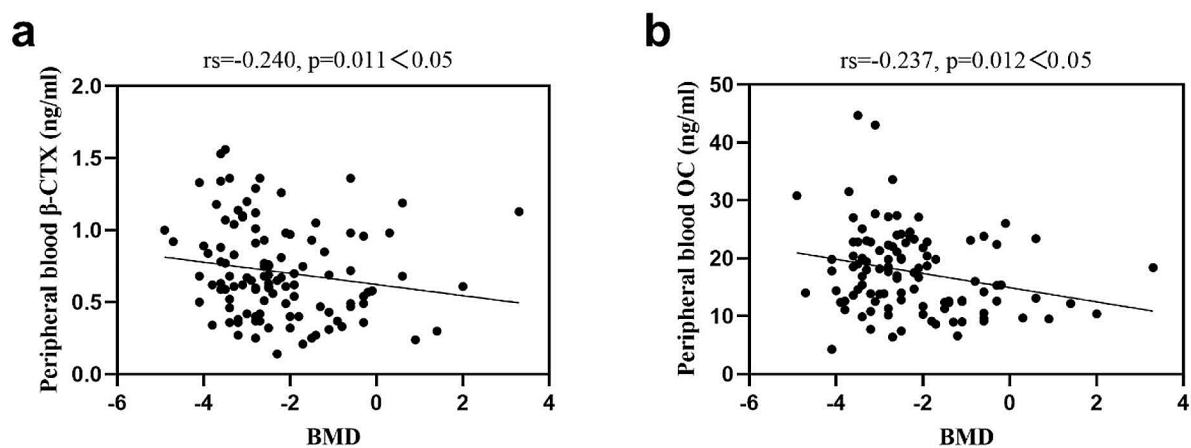 a
rs=-0.240, p=0.011<0.05
Peripheral blood β-CTX (ng/ml)
2.0
1.5
1.0
0.5
0.0
-6 -4 -2 0 2 4
BMD
b
rs=-0.237, p=0.012<0.05
Peripheral blood OC (ng/ml)
50
40
30
20
10
0
-6 -4 -2 0 2 4
BMD